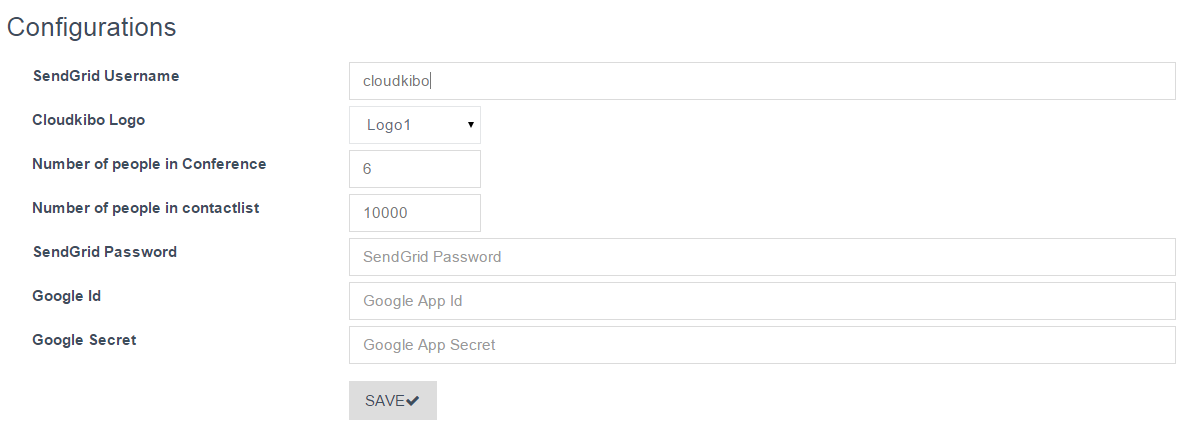 Configurations
SendGrid Username cloudkibo
Cloudkibo Logo Logo1
Number of people in Conference 6
Number of people in contactlist 10000
SendGrid Password SendGrid Password
Google Id Google App Id
Google Secret Google App Secret
SAVE